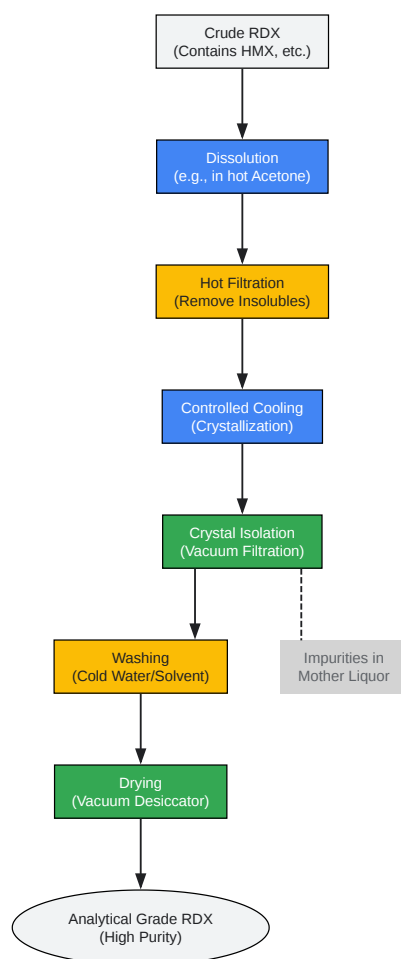 Crude RDX
(Contains HMX, etc.)
Dissolution
(e.g., in hot Acetone)
Hot Filtration
(Remove Insolubles)
Controlled Cooling
(Crystallization)
Crystal Isolation
(Vacuum Filtration)
Washing
(Cold Water/Solvent)
Impurities in
Mother Liquor
Drying
(Vacuum Desiccator)
Analytical Grade RDX
(High Purity)